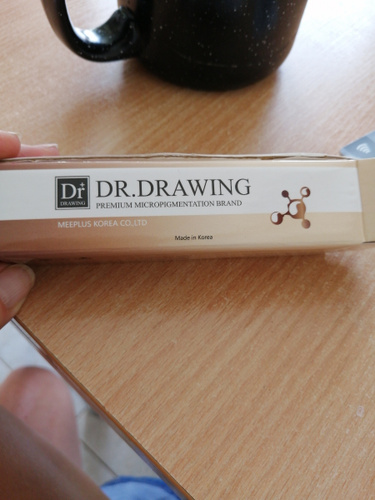 Dr+
DRAWING
DR.DRAWING
PREMIUM MICROPIGMENTATION BRAND
MEEPLUS KOREA CO.,LTD
Made in Korea